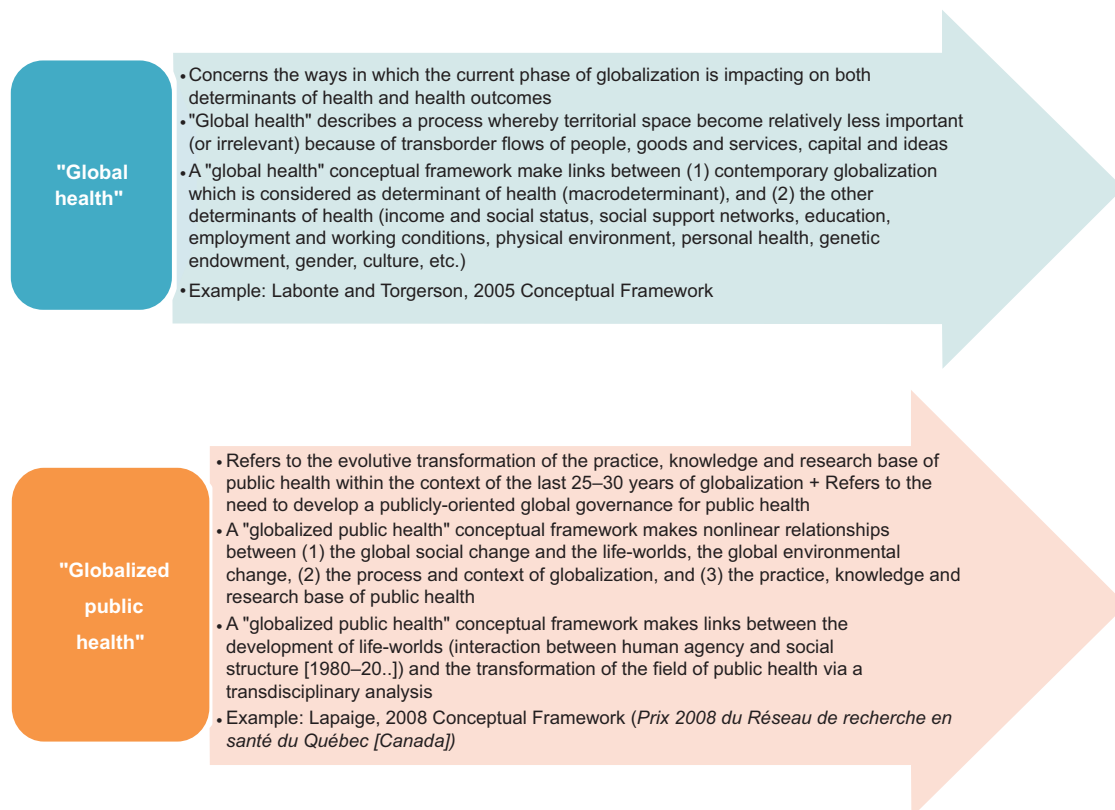 "Global
health"
• Concerns the ways in which the current phase of globalization is impacting on both
determinants of health and health outcomes
• "Global health" describes a process whereby territorial space become relatively less important
(or irrelevant) because of transborder flows of people, goods and services, capital and ideas
• A "global health" conceptual framework make links between (1) contemporary globalization
which is considered as determinant of health (macrodeterminant), and (2) the other
determinants of health (income and social status, social support networks, education,
employment and working conditions, physical environment, personal health, genetic
endowment, gender, culture, etc.)
• Example: Labonte and Torgerson, 2005 Conceptual Framework
"Globalized
public
health"
• Refers to the evolutive transformation of the practice, knowledge and research base of
public health within the context of the last 25–30 years of globalization + Refers to the
need to develop a publicly-oriented global governance for public health
• A "globalized public health" conceptual framework makes nonlinear relationships
between (1) the global social change and the life-worlds, the global environmental
change, (2) the process and context of globalization, and (3) the practice, knowledge and
research base of public health
• A "globalized public health" conceptual framework makes links between the
development of life-worlds (interaction between human agency and social
structure [1980–20..]) and the transformation of the field of public health via a
transdisciplinary analysis
• Example: Lapaige, 2008 Conceptual Framework (Prix 2008 du Réseau de recherche en
santé du Québec [Canada])